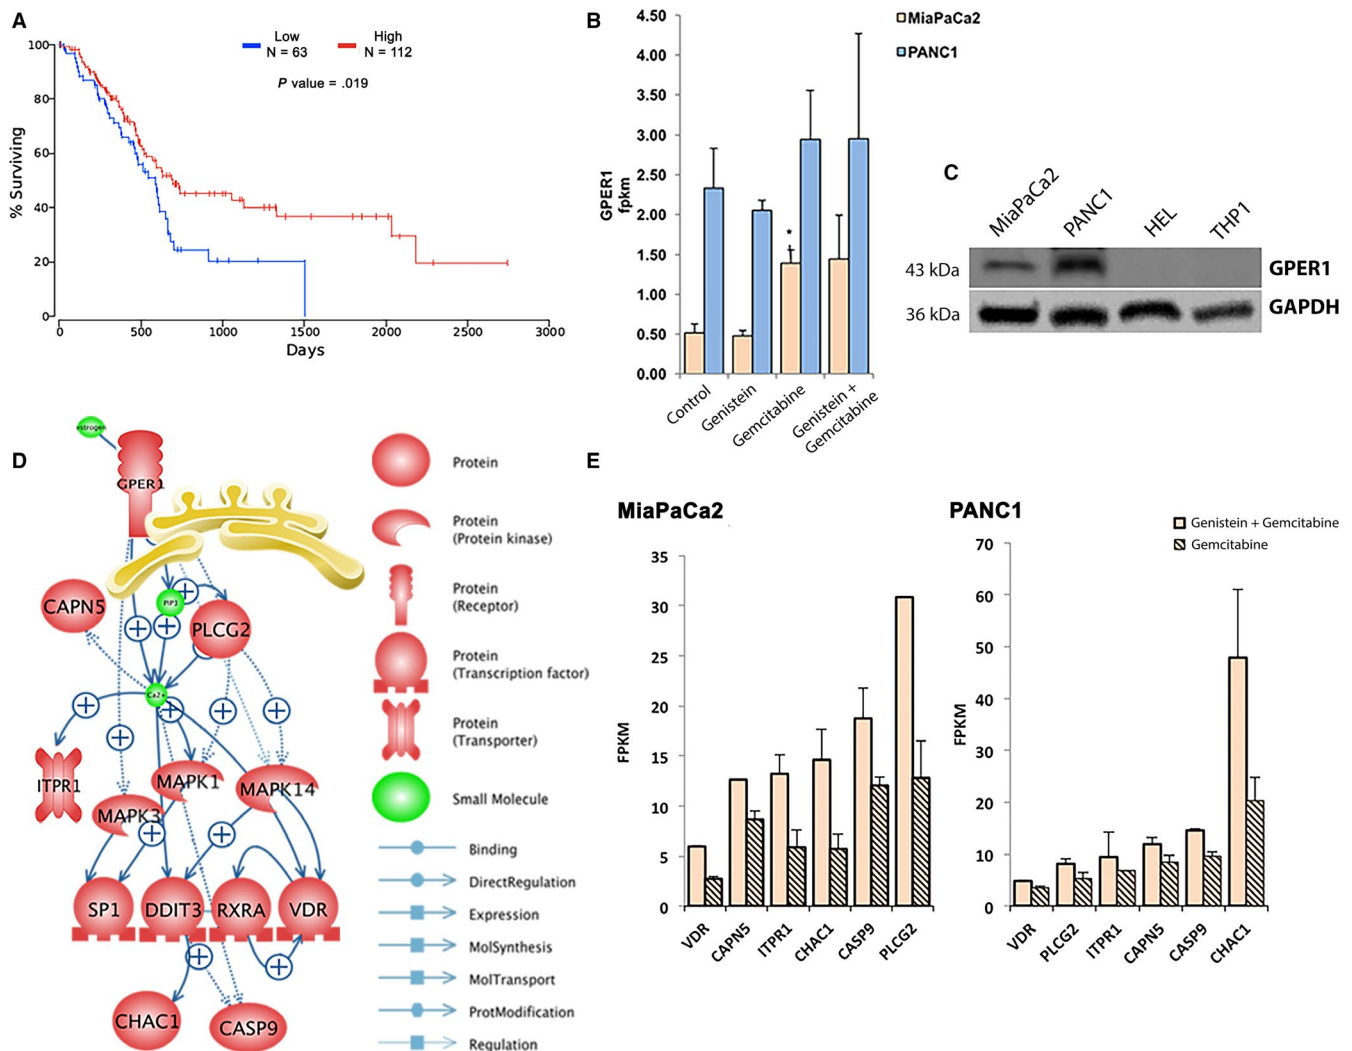 A
Low
N = 63
High
N = 112
P value = .019
100
80
60
40
20
0
% Surviving
0 500 1000 1500 2000 2500 3000
Days
B
4.50
4.00
3.50
3.00
2.50
2.00
1.50
1.00
0.50
0.00
GPER1
fpkm
*
MiaPaCa2
PANC1
Control
Genistein
Gemcitabine
Genistein +
Gemcitabine
C
MiaPaCa2 PANC1 HEL THP1
43 kDa GPER1
36 kDa GAPDH
D
estrogen
GPER1
CAPN5
PIP3
PLCG2
Ca2+
ITPR1
MAPK1
MAPK14
MAPK3
SP1 DDIT3 RXRA VDR
CHAC1
CASP9
Protein
Protein
(Protein kinase)
Protein
(Receptor)
Protein
(Transcription factor)
Protein
(Transporter)
Small Molecule
Binding
DirectRegulation
Expression
MolSynthesis
MolTransport
ProtModification
Regulation
E
MiaPaCa2
35
30
25
20
15
10
5
0
FPKM
VDR CAPN5 ITPR1 CHAC1 CASP9 PLCG2
PANC1
70
60
50
40
30
20
10
0
FPKM
VDR PLCG2 ITPR1 CAPN5 CASP9 CHAC1
Genistein + Gemcitabine
Gemcitabine